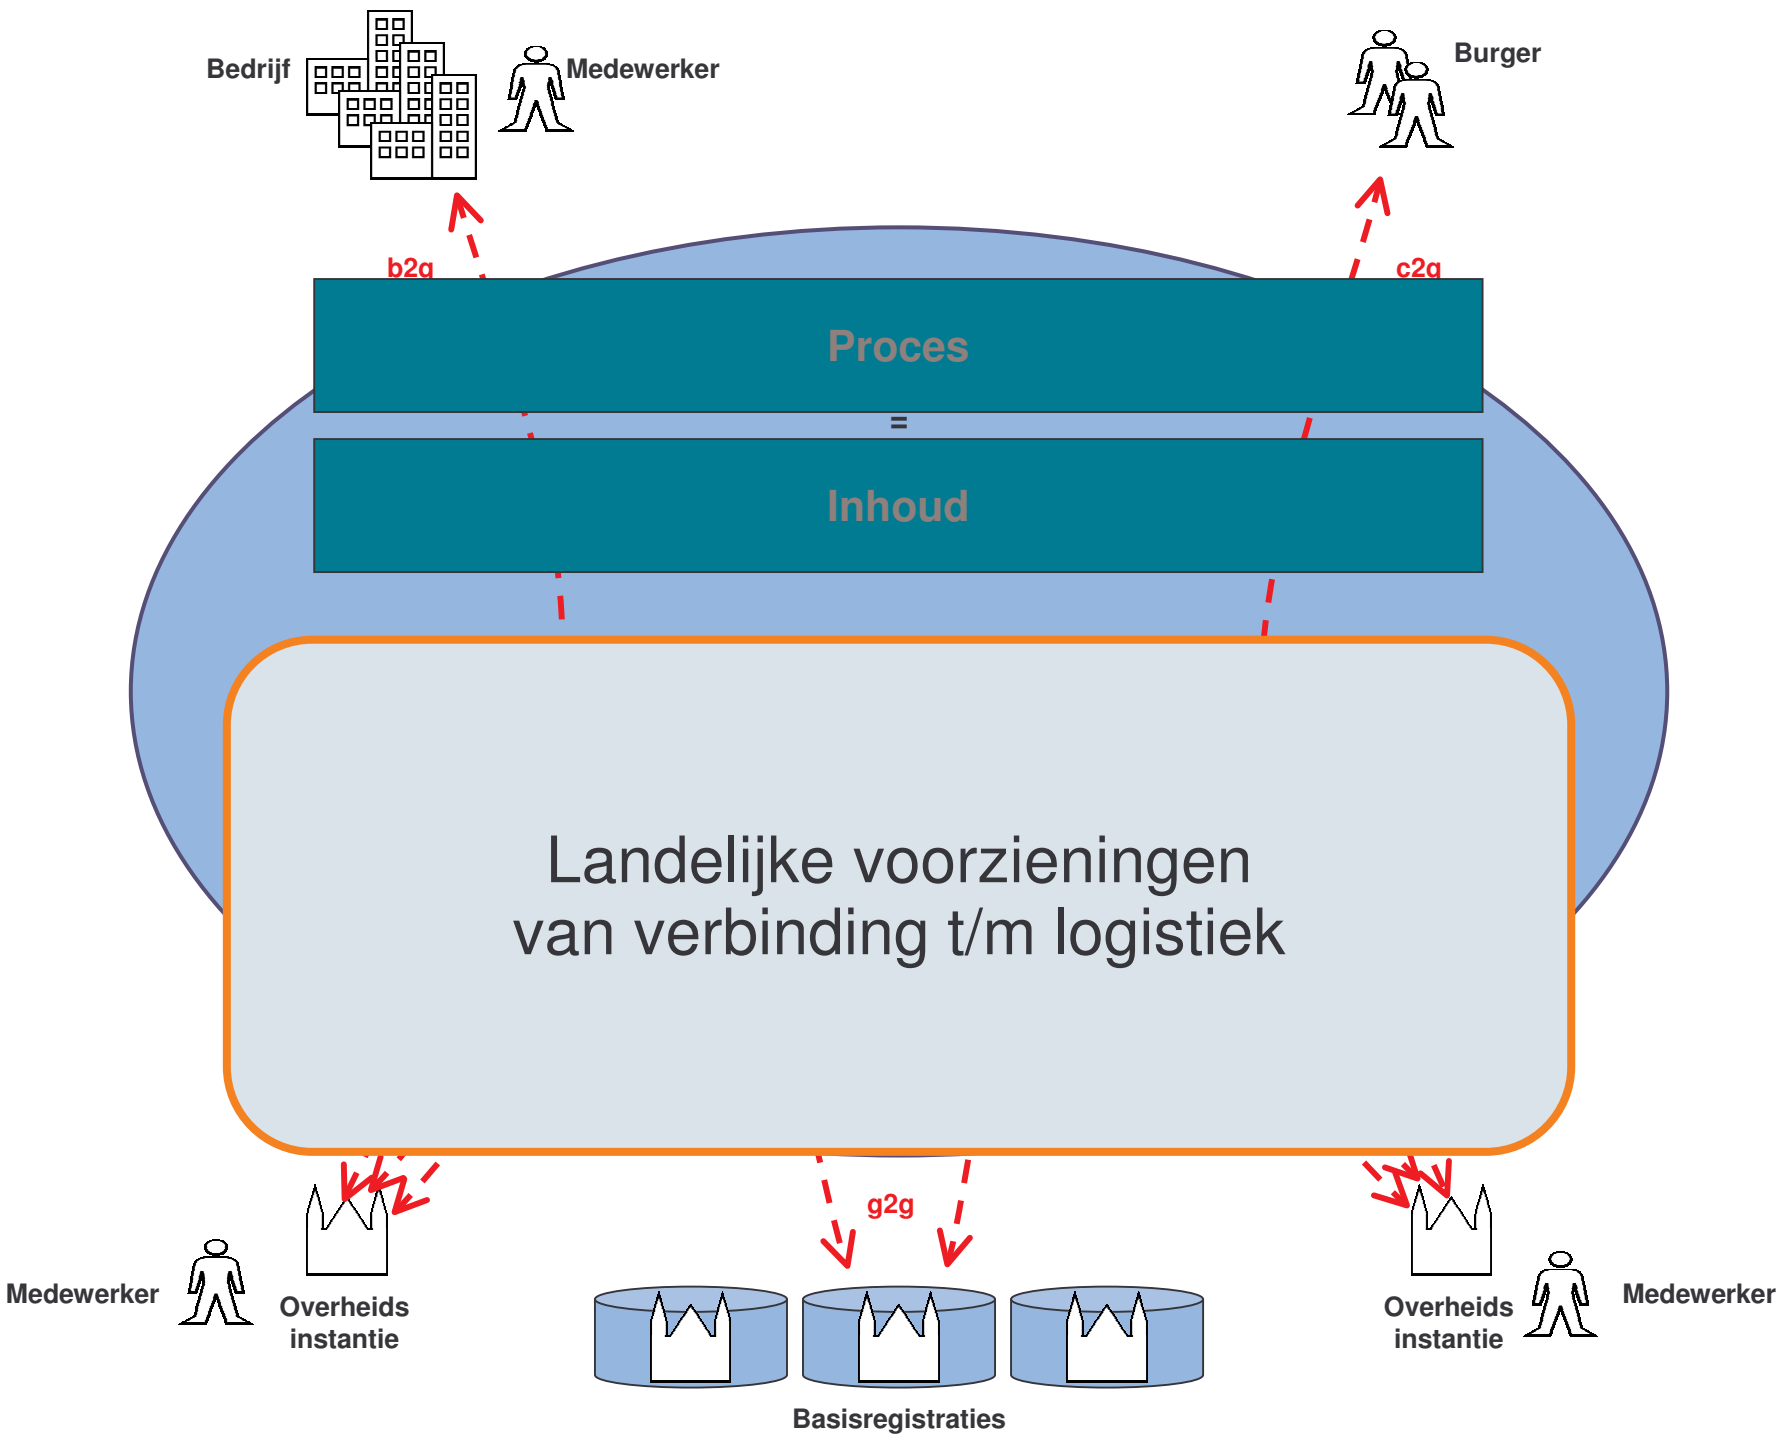 Bedrijf
Medewerker
Burger
b2g
c2g
Proces
=
Inhoud
Landelijke voorzieningen
van verbinding t/m logistiek
g2g
Medewerker
Overheids
instantie
Overheids
instantie
Medewerker
Basisregistraties